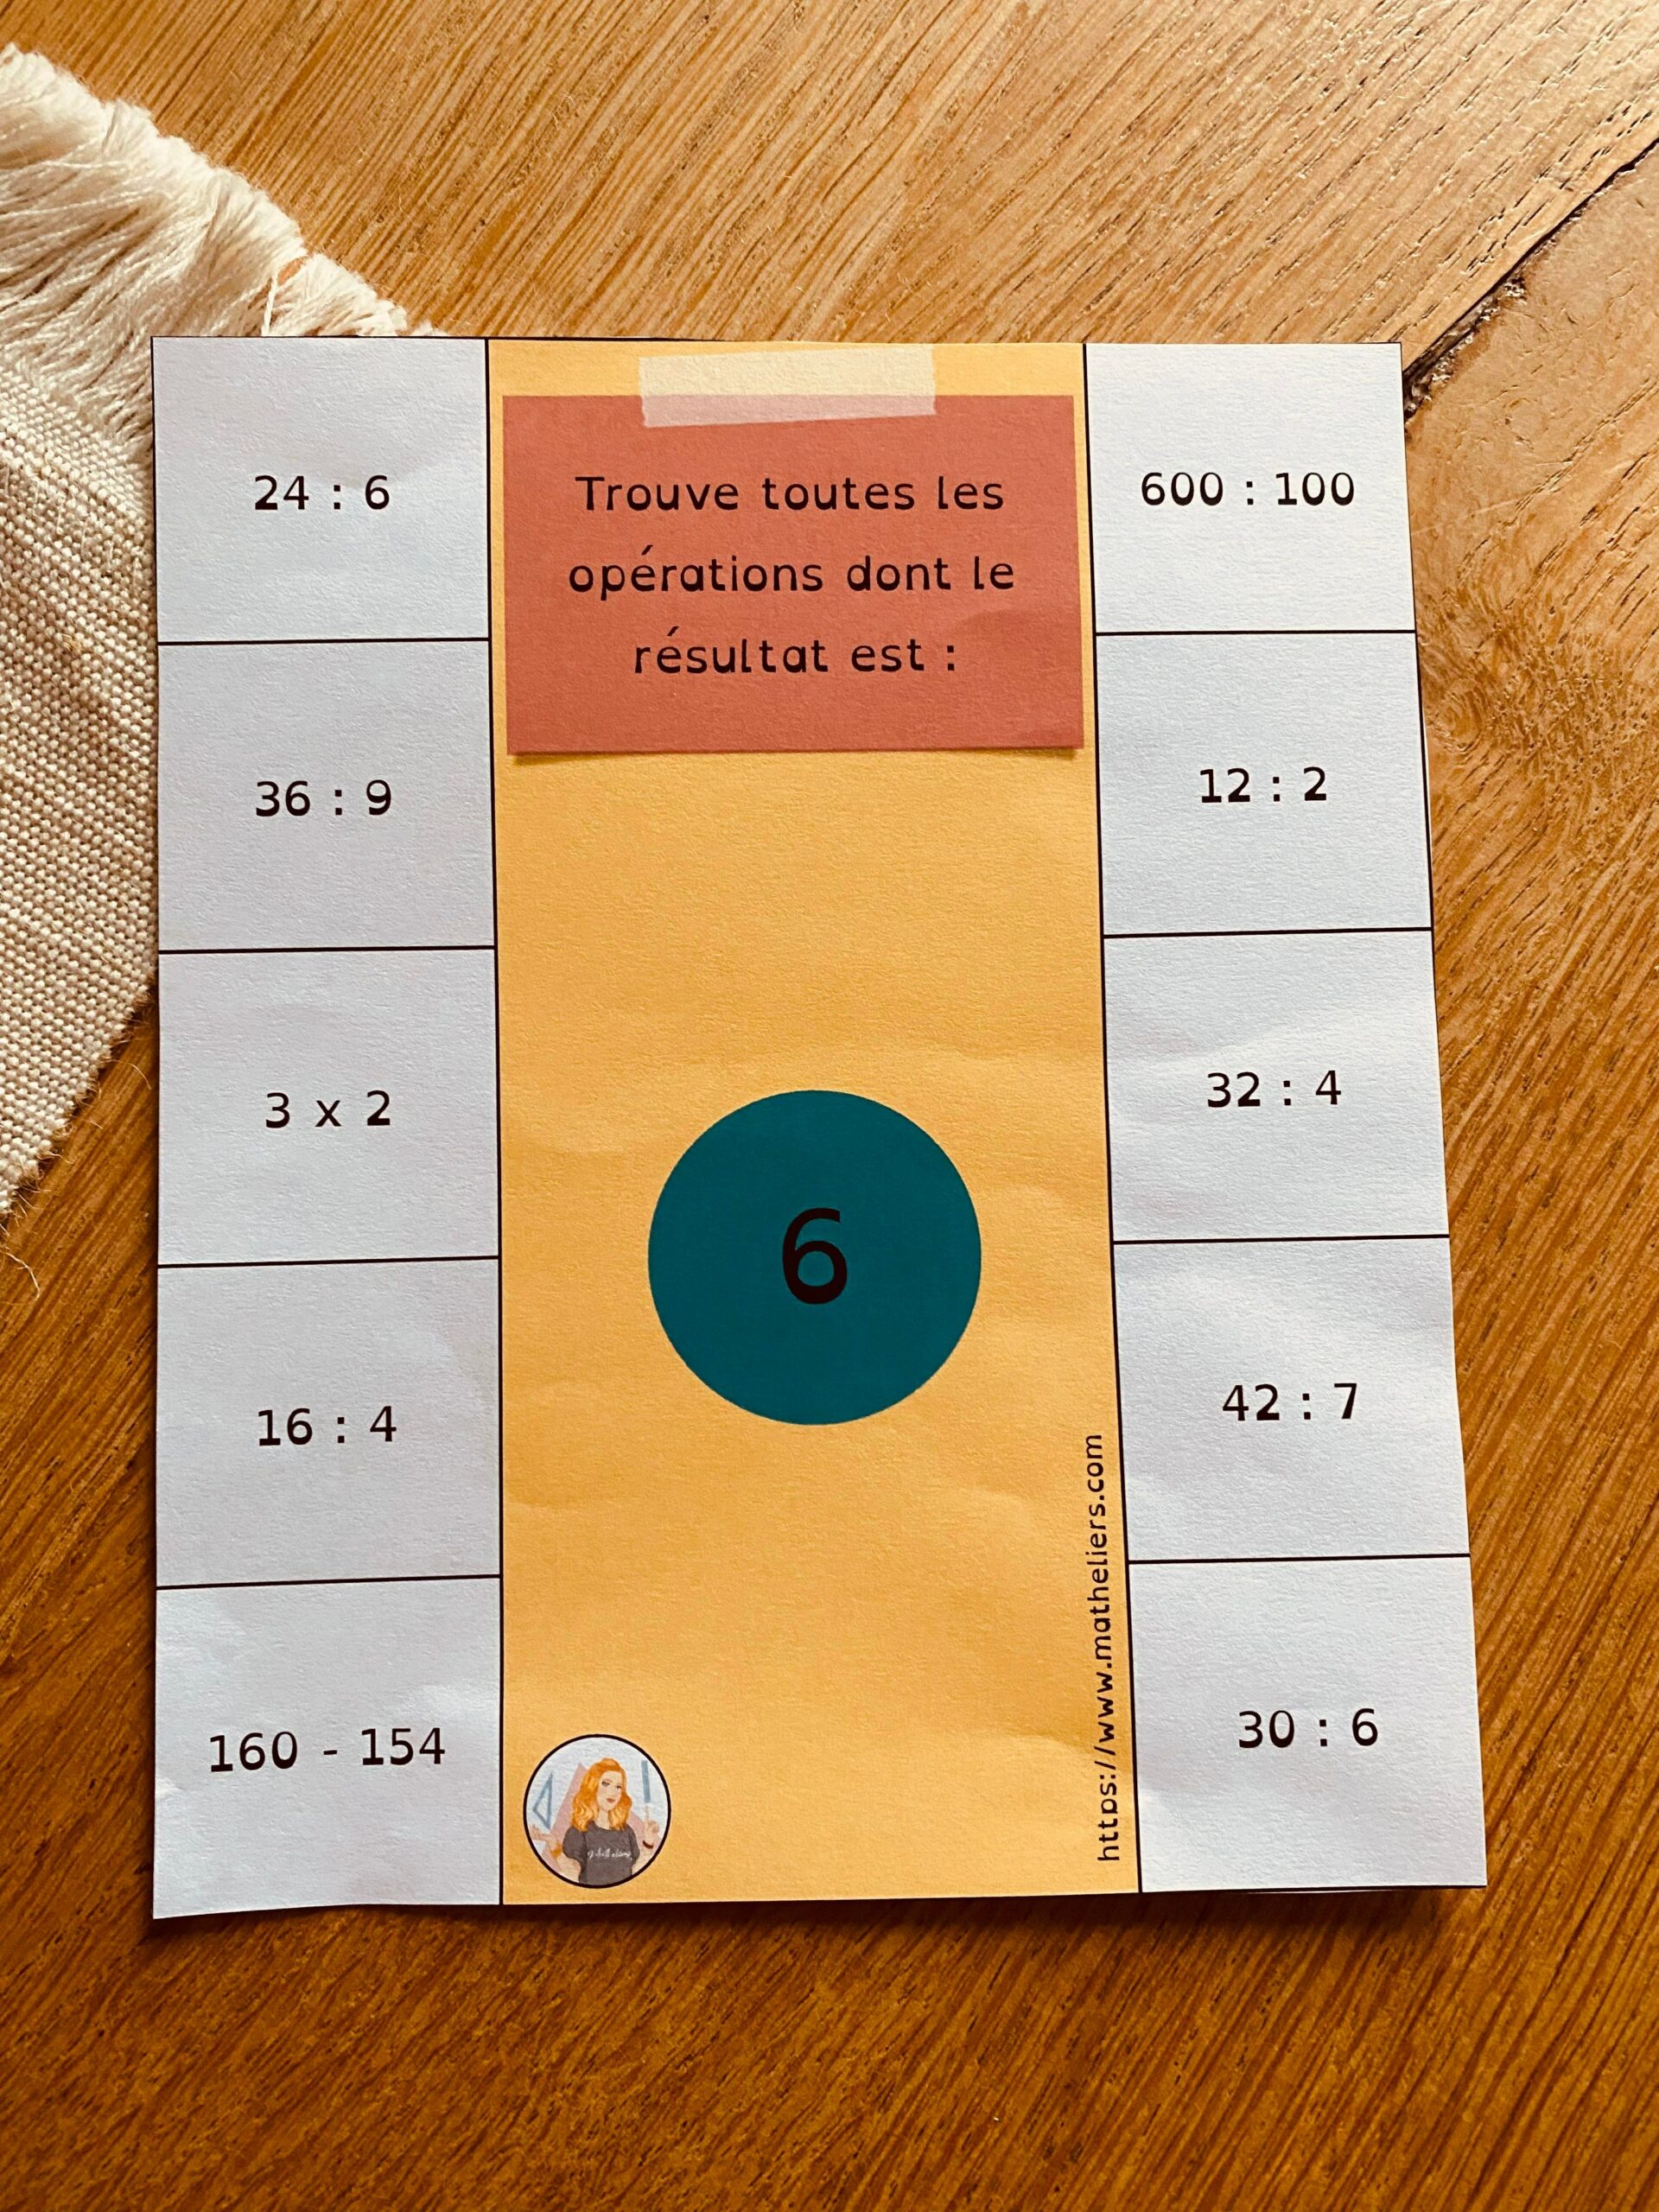 24 : 6
36 : 9
3 x 2
16 : 4
160 - 154
Trouve toutes les
opérations dont le
résultat est :
6
https://www.matheliers.com
600 : 100
12 : 2
32 : 4
42 : 7
30 : 6